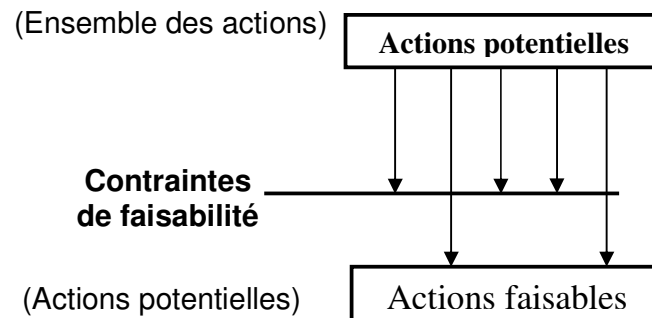 (Ensemble des actions)
Actions potentielles
Contraintes
de faisabilité
(Actions potentielles)
Actions faisables